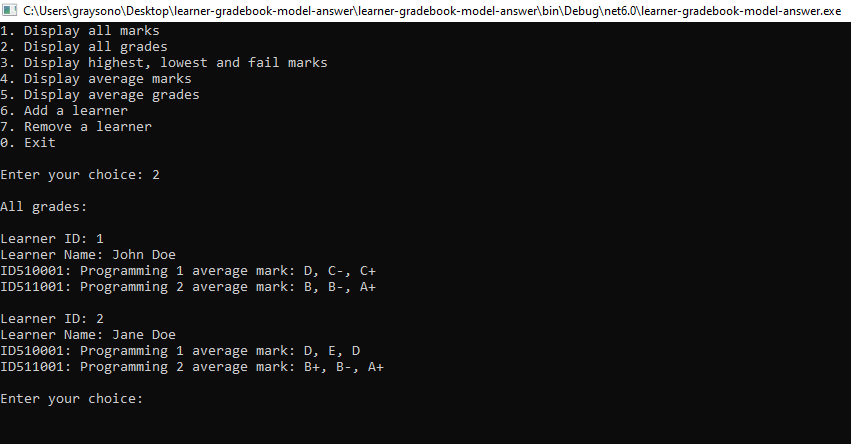 C:\Users\graysono\Desktop\learner-gradebook-model-answer\learner-gradebook-model-answer\bin\Debug\net6.0\learner-gradebook-model-answer.exe
1. Display all marks
2. Display all grades
3. Display highest, lowest and fail marks
4. Display average marks
5. Display average grades
6. Add a learner
7. Remove a learner
0. Exit
Enter your choice: 2
All grades:
Learner ID: 1
Learner Name: John Doe
ID510001: Programming 1 average mark: D, C-, C+
ID511001: Programming 2 average mark: B, B-, A+
Learner ID: 2
Learner Name: Jane Doe
ID510001: Programming 1 average mark: D, E, D
ID511001: Programming 2 average mark: B+, B-, A+
Enter your choice: